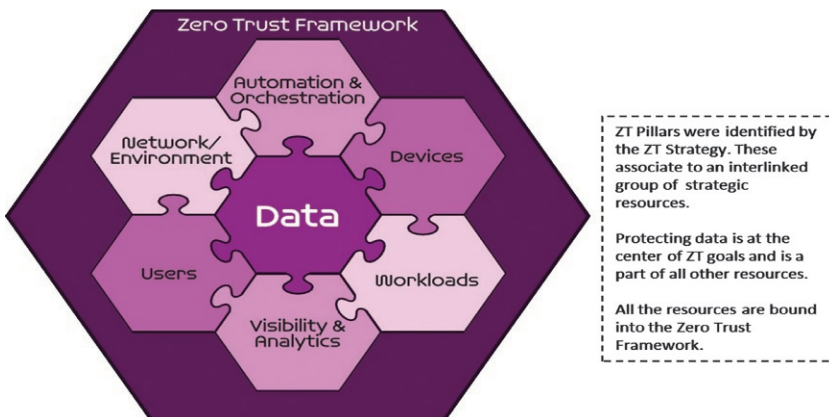 Zero Trust Framework
Automation &
Orchestration
Network/
Environment
Devices
Data
Users
Workloads
Visibility &
Analytics
ZT Pillars were identified by
the ZT Strategy. These
associate to an interlinked
group of strategic
resources.
Protecting data is at the
center of ZT goals and is a
part of all other resources.
All the resources are bound
into the Zero Trust
Framework.